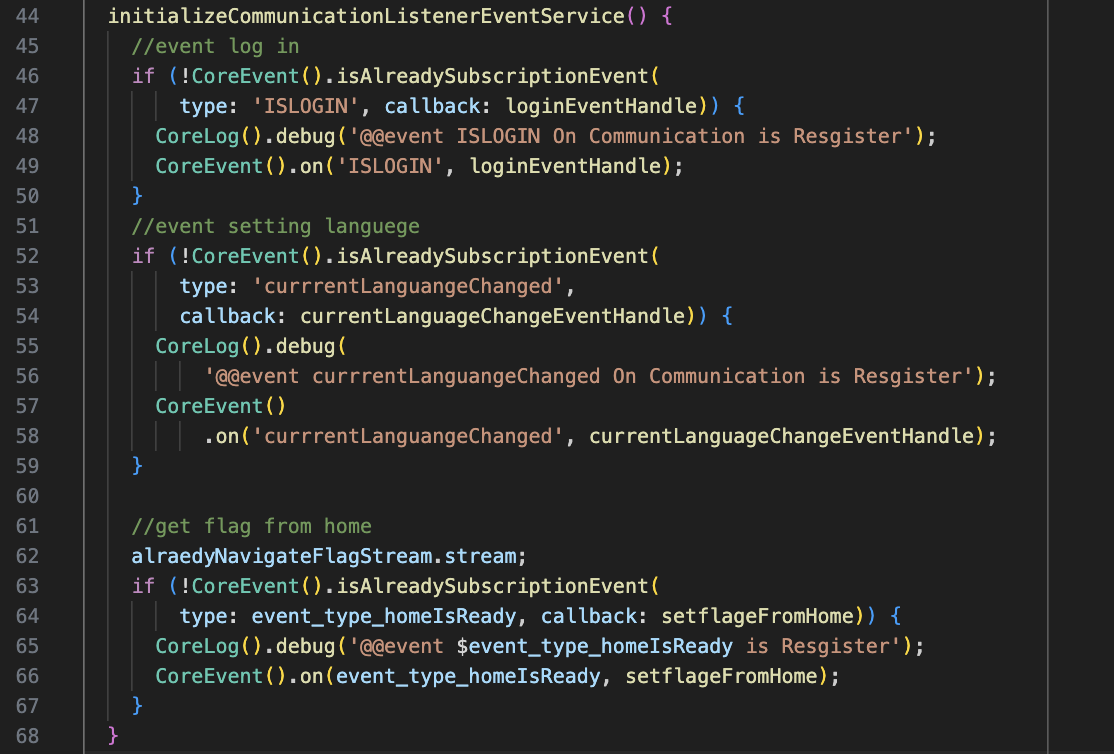 44 initializeCommunicationListenerEventService() {
45 //event log in
46 if (!CoreEvent().isAlreadySubscriptionEvent(
47 type: 'ISLOGIN', callback: loginEventHandle)) {
48 CoreLog().debug('@@event ISLOGIN On Communication is Resgister');
49 CoreEvent().on('ISLOGIN', loginEventHandle);
50 }
51 //event setting languege
52 if (!CoreEvent().isAlreadySubscriptionEvent(
53 type: 'currrentLanguangeChanged',
54 callback: currentLanguageChangeEventHandle)) {
55 CoreLog().debug(
56 '@@event currrentLanguangeChanged On Communication is Resgister');
57 CoreEvent()
58 .on('currrentLanguangeChanged', currentLanguageChangeEventHandle);
59 }
60
61 //get flag from home
62 alraedyNavigateFlagStream.stream;
63 if (!CoreEvent().isAlreadySubscriptionEvent(
64 type: event_type_homeIsReady, callback: setflageFromHome)) {
65 CoreLog().debug('@@event $event_type_homeIsReady is Resgister');
66 CoreEvent().on(event_type_homeIsReady, setflageFromHome);
67 }
68 }